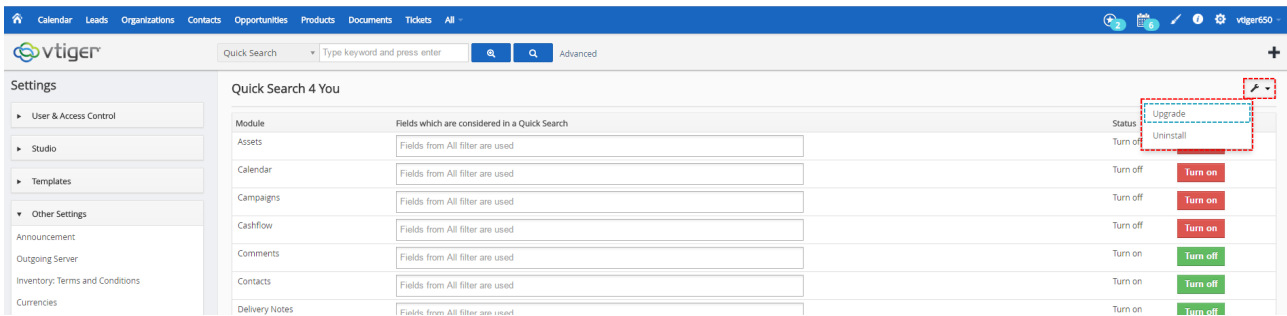 Calendar Leads Organizations Contacts Opportunities Products Documents Tickets All 2 6 vtiger650
vtiger Quick Search Type keyword and press enter Advanced
Settings Quick Search 4 You
User & Access Control
Studio
Templates
Other Settings
Announcement
Outgoing Server
Inventory: Terms and Conditions
Currencies
Upgrade
Uninstall
Module Fields which are considered in a Quick Search Status
Assets Fields from All filter are used Turn off
Calendar Fields from All filter are used Turn off Turn on
Campaigns Fields from All filter are used Turn off Turn on
Cashflow Fields from All filter are used Turn off Turn on
Comments Fields from All filter are used Turn on Turn off
Contacts Fields from All filter are used Turn on Turn off
Delivery Notes Fields from All filter are used Turn on Turn off